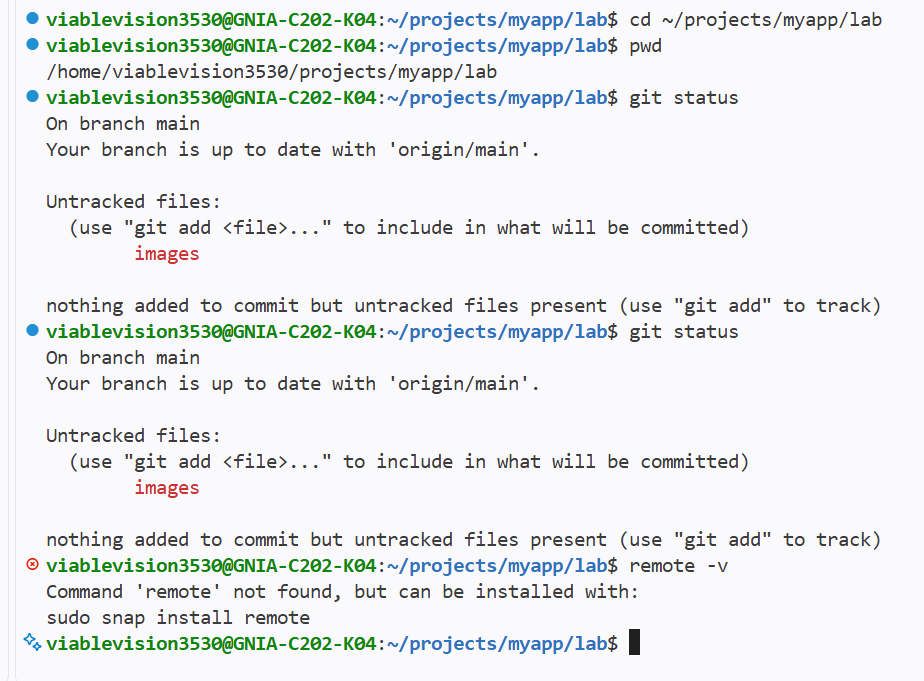 viablevision3530@GNIA-C202-K04:~/projects/myapp/lab$ cd ~/projects/myapp/lab
viablevision3530@GNIA-C202-K04:~/projects/myapp/lab$ pwd
/home/viablevision3530/projects/myapp/lab
viablevision3530@GNIA-C202-K04:~/projects/myapp/lab$ git status
On branch main
Your branch is up to date with 'origin/main'.

Untracked files:
  (use "git add <file>..." to include in what will be committed)
        images

nothing added to commit but untracked files present (use "git add" to track)
viablevision3530@GNIA-C202-K04:~/projects/myapp/lab$ git status
On branch main
Your branch is up to date with 'origin/main'.

Untracked files:
  (use "git add <file>..." to include in what will be committed)
        images

nothing added to commit but untracked files present (use "git add" to track)
viablevision3530@GNIA-C202-K04:~/projects/myapp/lab$ remote -v
Command 'remote' not found, but can be installed with:
sudo snap install remote
viablevision3530@GNIA-C202-K04:~/projects/myapp/lab$